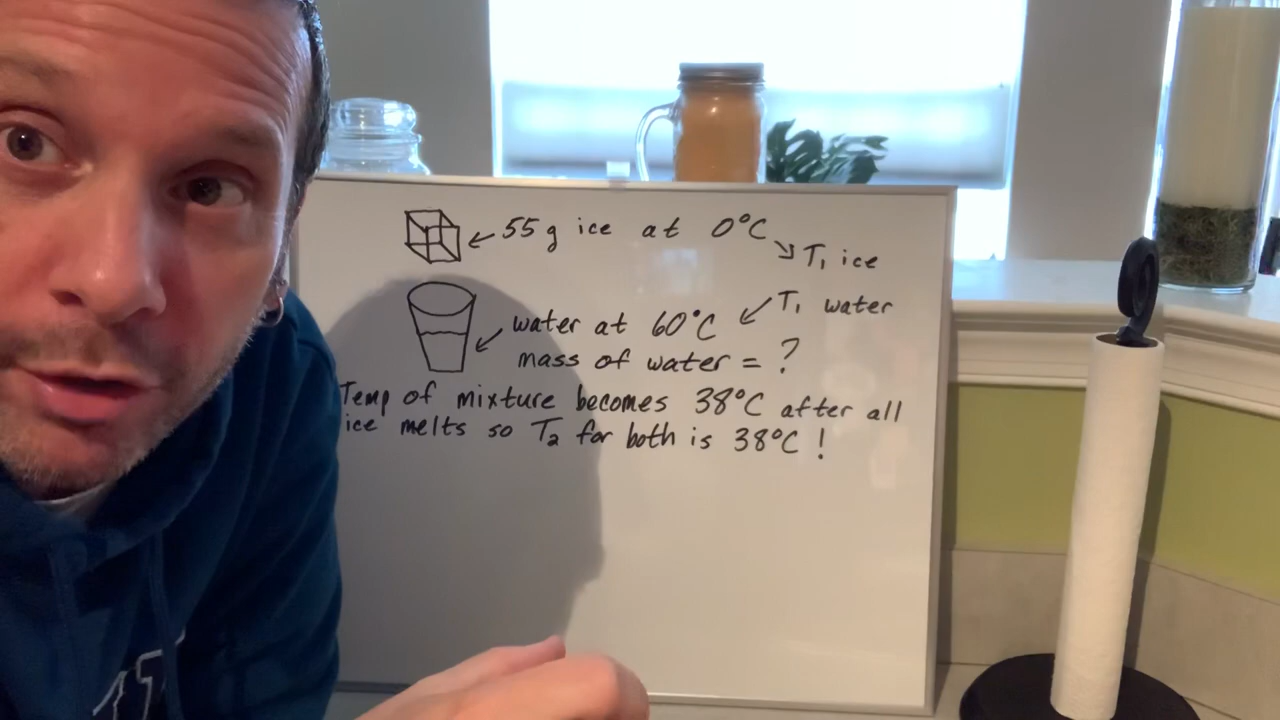 55 g ice at 0°C
T₁ ice
T₁ water
water at 60°C
mass of water = ?
Temp of mixture becomes 38°C after all
ice melts so T₂ for both is 38°C !